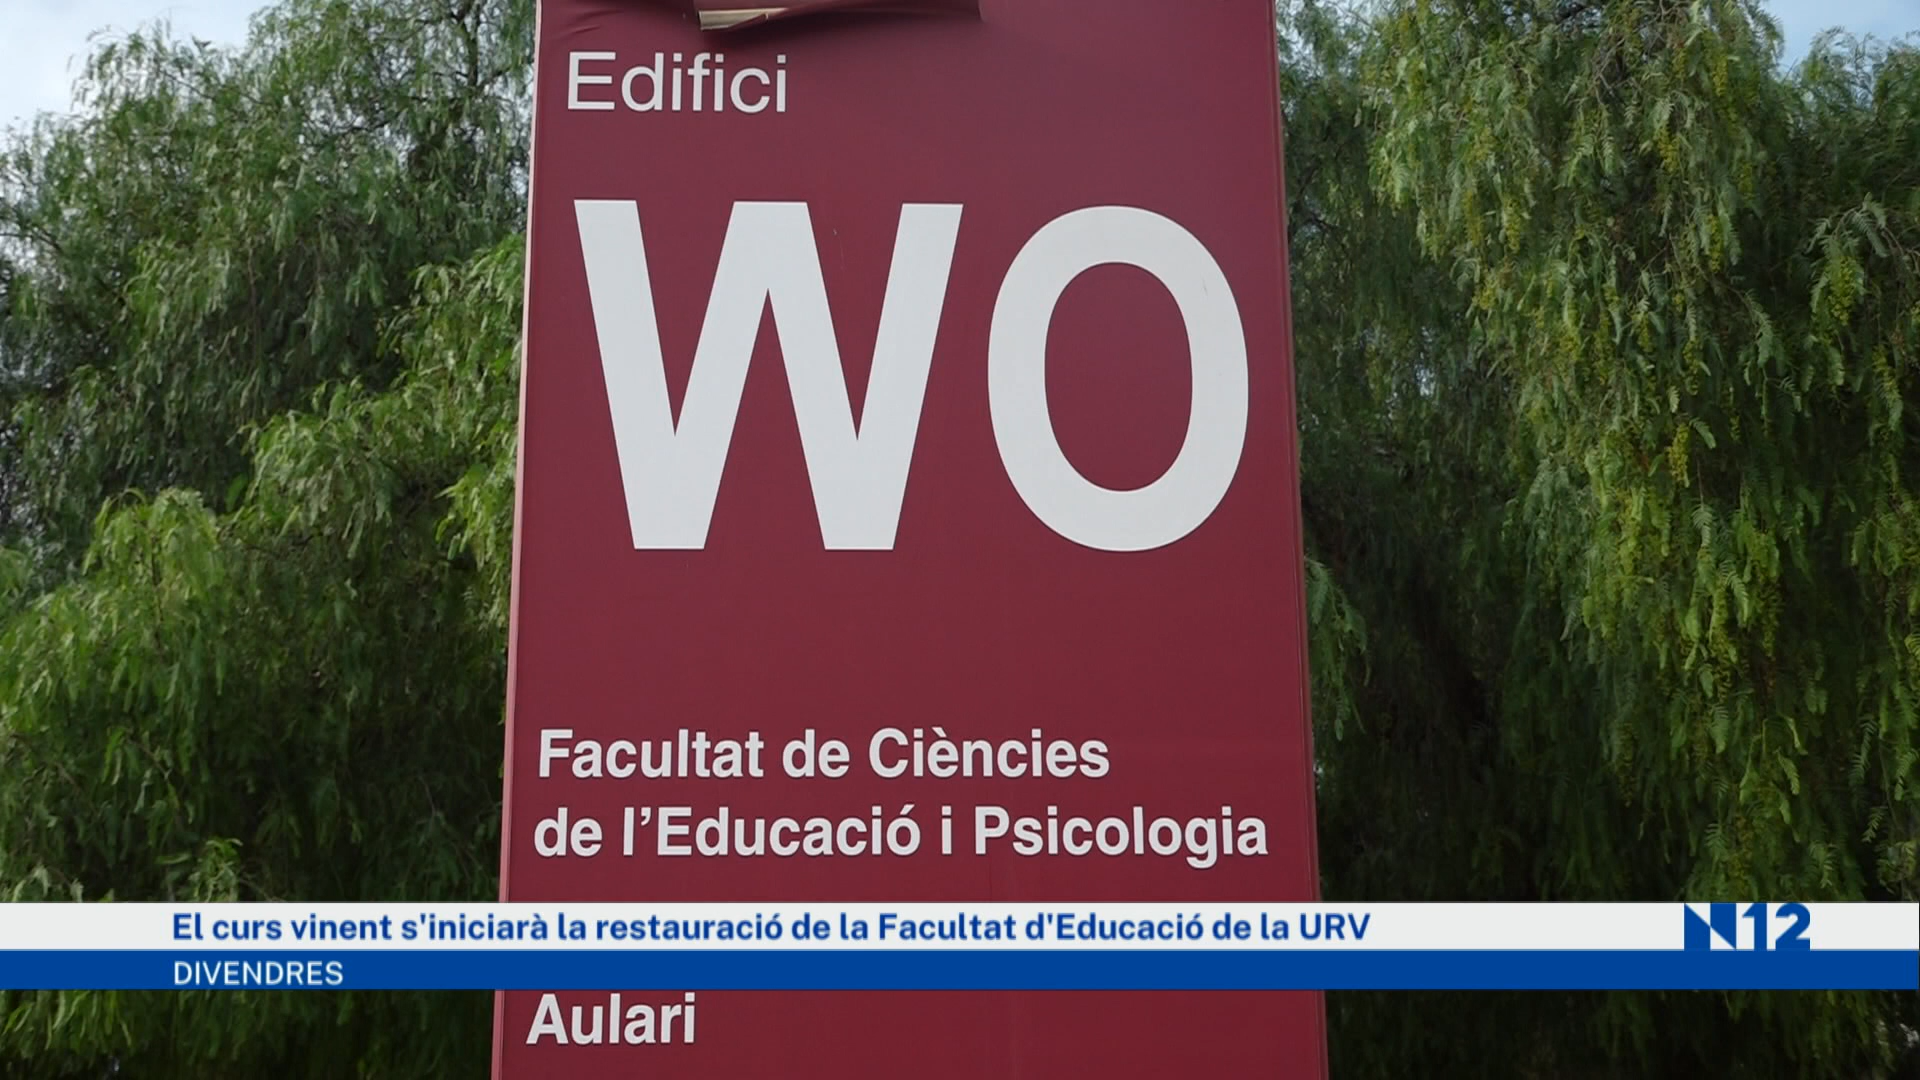 Edifici
WO
Facultat de Ciències
de l’Educació i Psicologia
El curs vinent s'iniciarà la restauració de la Facultat d'Educació de la URV
N12
DIVENDRES
Aulari